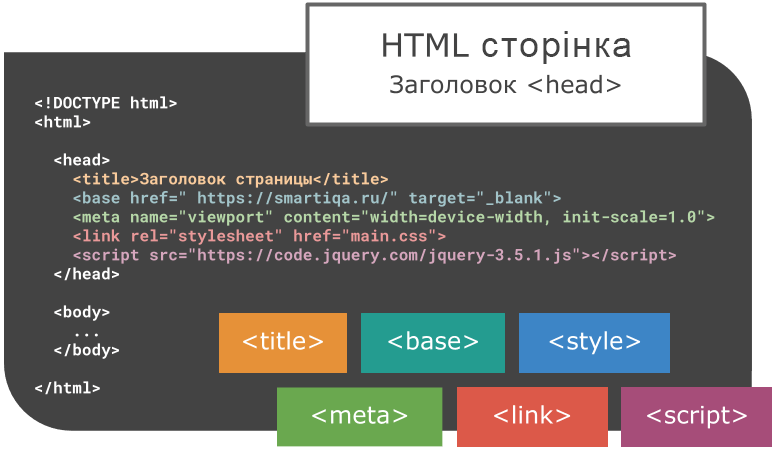 HTML сторінка
Заголовок <head>
<!DOCTYPE html>
<html>
<head>
<title>Заголовок страницы</title>
<base href=" https://smartiqa.ru/" target="_blank">
<meta name="viewport" content="width=device-width, init-scale=1.0">
<link rel="stylesheet" href="main.css">
<script src="https://code.jquery.com/jquery-3.5.1.js"></script>
</head>
<body>
...
</body>
</html>
<title> <base> <style>
<meta> <link> <script>